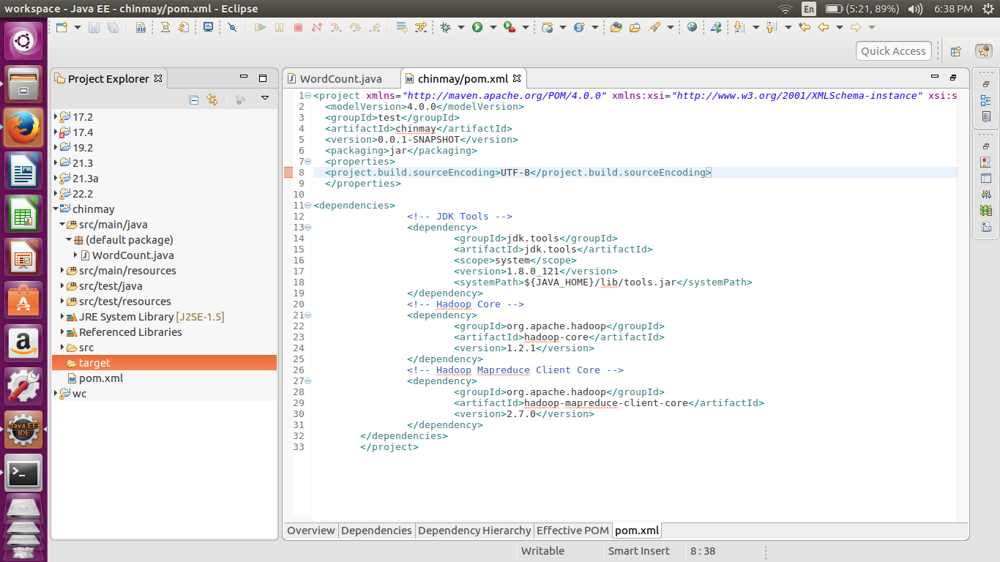 workspace - Java EE - chinmay/pom.xml - Eclipse
En
(5:21, 89%)
6:38 PM
Quick Access
Project Explorer
WordCount.java
chinmay/pom.xml
17.2
17.4
19.2
21.3
21.3a
22.2
chinmay
src/main/java
(default package)
WordCount.java
src/main/resources
src/test/java
src/test/resources
JRE System Library [J2SE-1.5]
Referenced Libraries
src
target
pom.xml
wc
Java EE
IDE
1 <project xmlns="http://maven.apache.org/POM/4.0.0" xmlns:xsi="http://www.w3.org/2001/XMLSchema-instance" xsi:s
2 <modelVersion>4.0.0</modelVersion>
3 <groupId>test</groupId>
4 <artifactId>chinmay</artifactId>
5 <version>0.0.1-SNAPSHOT</version>
6 <packaging>jar</packaging>
7 <properties>
8 <project.build.sourceEncoding>UTF-8</project.build.sourceEncoding>
9 </properties>
10
11 <dependencies>
12 <!-- JDK Tools -->
13 <dependency>
14 <groupId>jdk.tools</groupId>
15 <artifactId>jdk.tools</artifactId>
16 <scope>system</scope>
17 <version>1.8.0_121</version>
18 <systemPath>${JAVA_HOME}/lib/tools.jar</systemPath>
19 </dependency>
20 <!-- Hadoop Core -->
21 <dependency>
22 <groupId>org.apache.hadoop</groupId>
23 <artifactId>hadoop-core</artifactId>
24 <version>1.2.1</version>
25 </dependency>
26 <!-- Hadoop Mapreduce Client Core -->
27 <dependency>
28 <groupId>org.apache.hadoop</groupId>
29 <artifactId>hadoop-mapreduce-client-core</artifactId>
30 <version>2.7.0</version>
31 </dependency>
32 </dependencies>
33 </project>
Overview
Dependencies
Dependency Hierarchy
Effective POM
pom.xml
Writable
Smart Insert
8 : 38